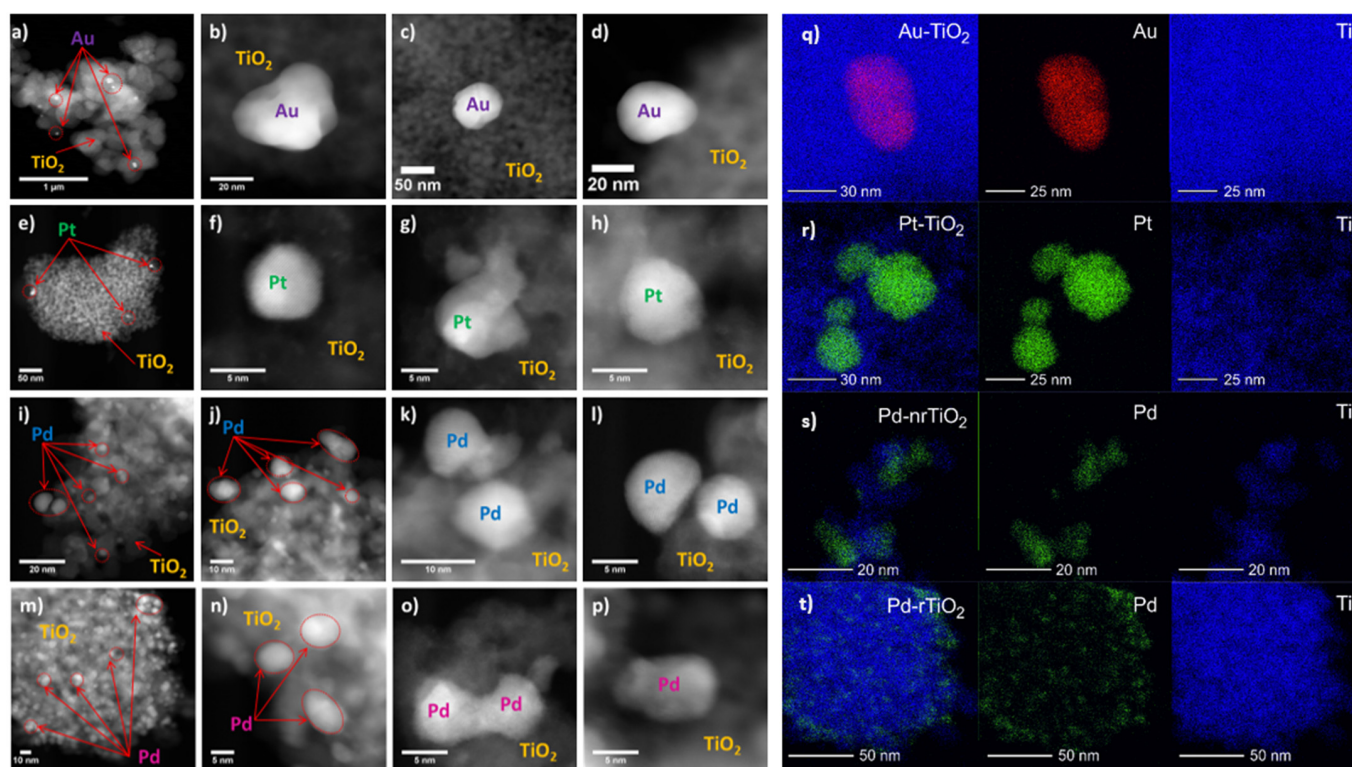 a)
Au
TiO₂
1 μm
b)
TiO₂
Au
20 nm
c)
Au
50 nm
TiO₂
d)
Au
20 nm
TiO₂
e)
Pt
50 nm
TiO₂
f)
Pt
5 nm
TiO₂
g)
Pt
5 nm
TiO₂
h)
Pt
5 nm
TiO₂
i)
Pd
20 nm
TiO₂
j)
Pd
TiO₂
10 nm
k)
Pd
Pd
10 nm
TiO₂
l)
Pd
Pd
5 nm
TiO₂
m)
TiO₂
10 nm
Pd
n)
TiO₂
Pd
5 nm
o)
Pd Pd
5 nm
TiO₂
p)
Pd
5 nm
TiO₂
q) Au-TiO₂ Au Ti
30 nm 25 nm 25 nm
r) Pt-TiO₂ Pt Ti
30 nm 25 nm 25 nm
s) Pd-nrTiO₂ Pd Ti
20 nm 20 nm 20 nm
t) Pd-rTiO₂ Pd Ti
50 nm 50 nm 50 nm